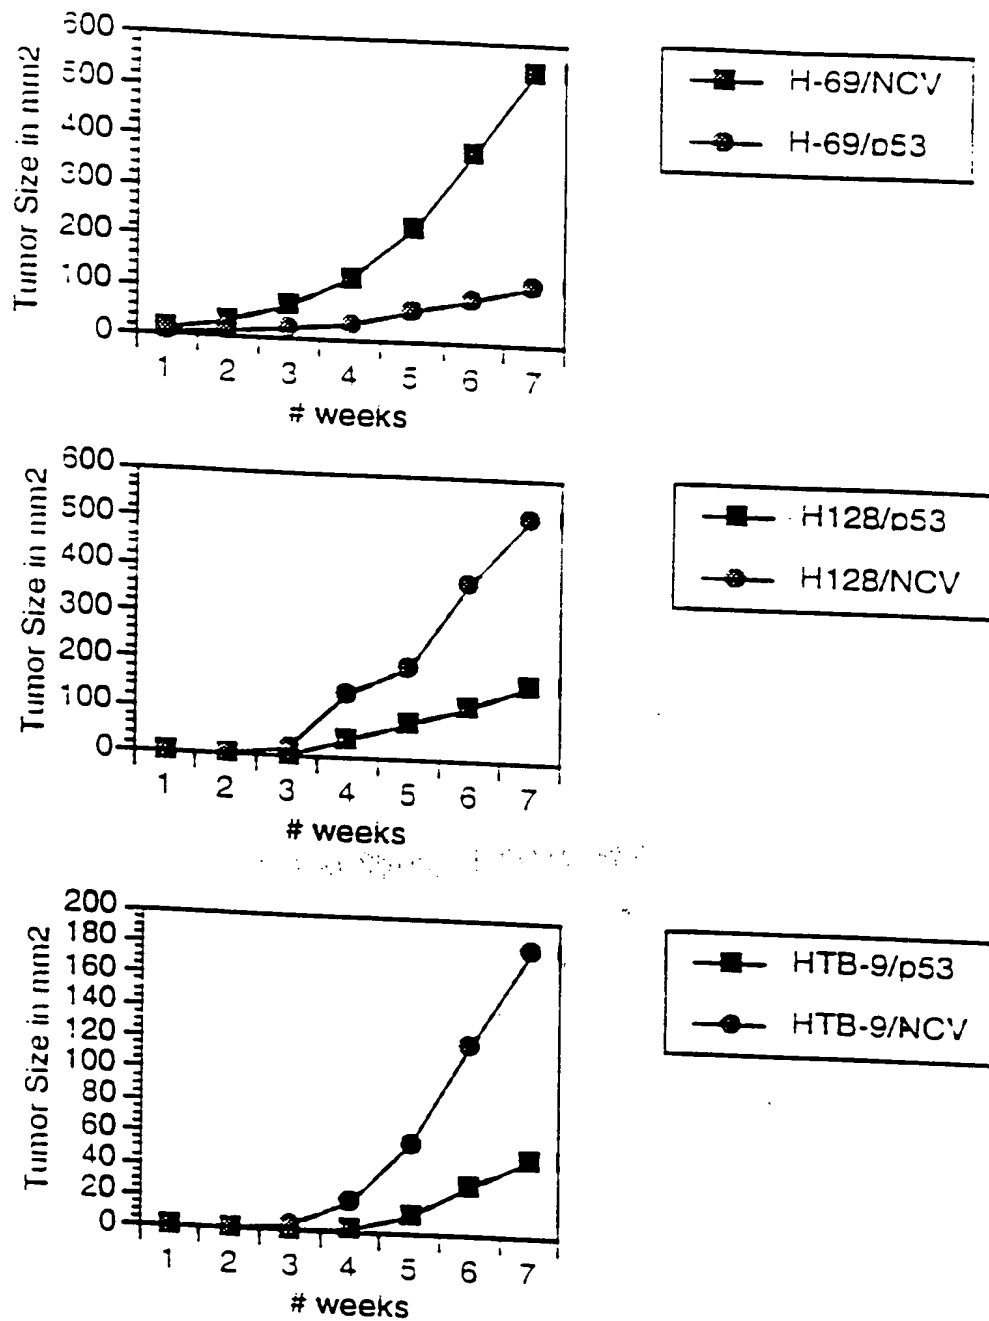 600
500
400
300
200
100
0
Tumor Size in mm2
1 2 3 4 5 6 7
# weeks
H-69/NCV
H-69/p53
600
500
400
300
200
100
0
Tumor Size in mm2
1 2 3 4 5 6 7
# weeks
H128/p53
H128/NCV
200
180
160
140
120
100
80
60
40
20
0
Tumor Size in mm2
1 2 3 4 5 6 7
# weeks
HTB-9/p53
HTB-9/NCV